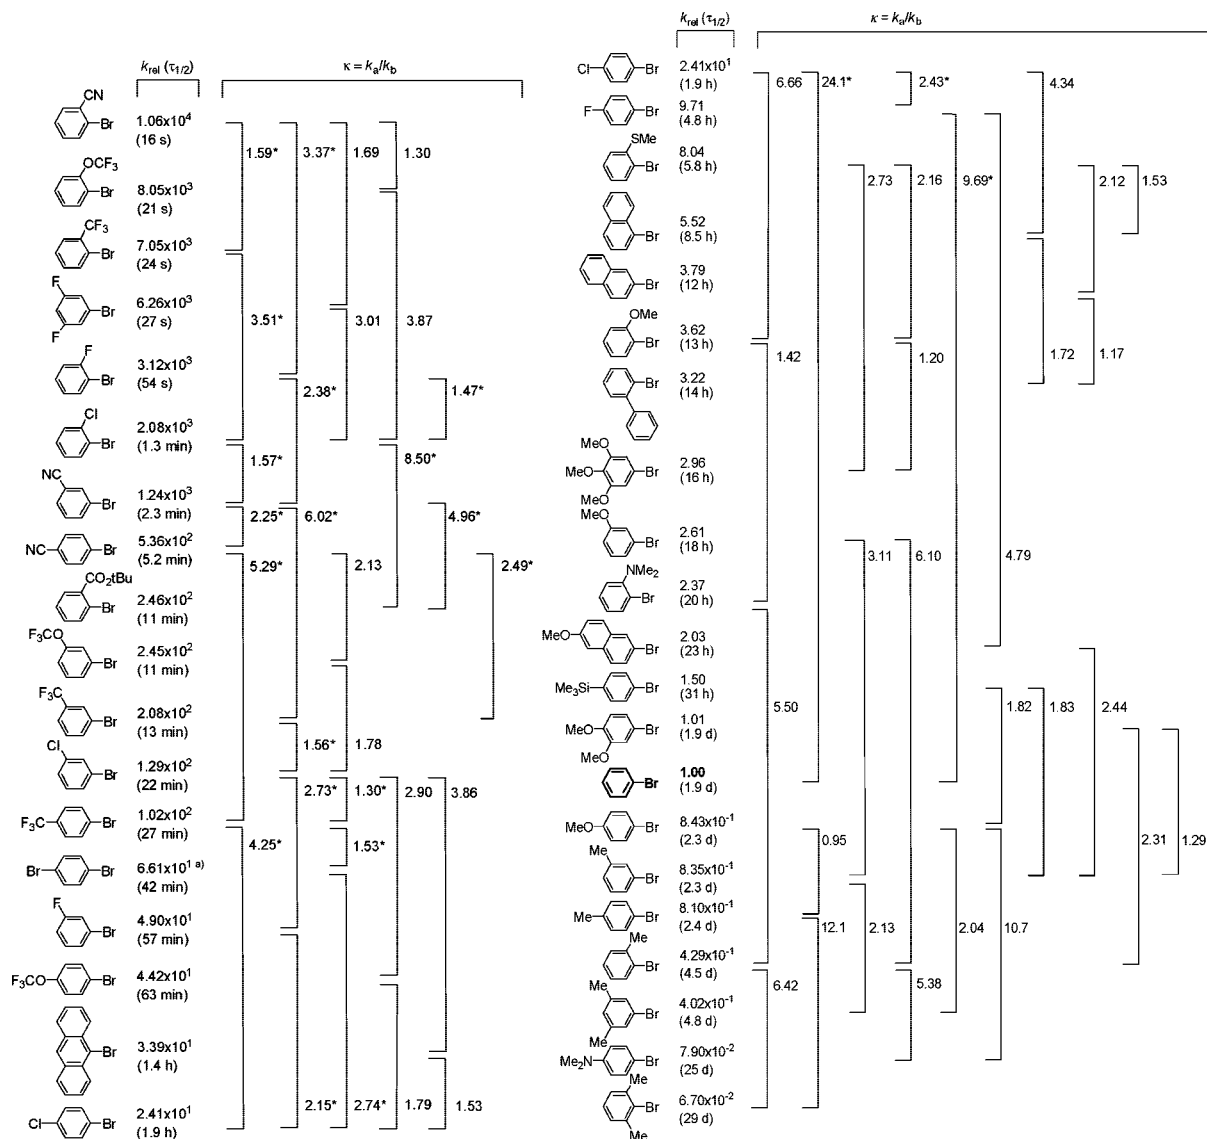 k_rel (τ_1/2)
κ = k_a/k_b
CN
Br
1.06x10^4
(16 s)
1.59*
3.37*
1.69
1.30
OCF3
Br
8.05x10^3
(21 s)
CF3
Br
7.05x10^3
(24 s)
F
Br
F
6.26x10^3
(27 s)
3.51*
3.01
3.87
F
Br
3.12x10^3
(54 s)
2.38*
1.47*
Cl
Br
2.08x10^3
(1.3 min)
8.50*
NC
Br
1.24x10^3
(2.3 min)
1.57*
2.25*
6.02*
4.96*
NC
Br
5.36x10^2
(5.2 min)
5.29*
2.13
2.49*
CO2tBu
Br
2.46x10^2
(11 min)
F3CO
Br
2.45x10^2
(11 min)
F3C
Br
2.08x10^2
(13 min)
1.56*
1.78
Cl
Br
1.29x10^2
(22 min)
2.73*
1.30*
2.90
3.86
F3C
Br
1.02x10^2
(27 min)
4.25*
1.53*
Br
Br
6.61x10^1 a)
(42 min)
F
Br
4.90x10^1
(57 min)
F3CO
Br
4.42x10^1
(63 min)
Br
3.39x10^1
(1.4 h)
2.15*
2.74*
1.79
1.53
Cl
Br
2.41x10^1
(1.9 h)
k_rel (τ_1/2)
κ = k_a/k_b
Cl
Br
2.41x10^1
(1.9 h)
6.66
24.1*
2.43*
4.34
F
Br
9.71
(4.8 h)
SMe
Br
8.04
(5.8 h)
2.73
2.16
9.69*
2.12
1.53
Br
5.52
(8.5 h)
Br
3.79
(12 h)
OMe
Br
3.62
(13 h)
1.42
1.20
1.72
1.17
Br
3.22
(14 h)
MeO
MeO
Br
MeO
2.96
(16 h)
MeO
Br
2.61
(18 h)
3.11
6.10
4.79
NMe2
Br
2.37
(20 h)
MeO
Br
2.03
(23 h)
Me3Si
Br
1.50
(31 h)
5.50
1.82
1.83
2.44
MeO
Br
MeO
1.01
(1.9 d)
Br
1.00
(1.9 d)
MeO
Br
8.43x10^-1
(2.3 d)
0.95
2.31
1.29
Me
Br
8.35x10^-1
(2.3 d)
Me
Br
8.10x10^-1
(2.4 d)
12.1
2.13
2.04
10.7
Me
Br
4.29x10^-1
(4.5 d)
6.42
5.38
Me
Br
Me
4.02x10^-1
(4.8 d)
Me2N
Br
7.90x10^-2
(25 d)
Me
Br
Me
6.70x10^-2
(29 d)